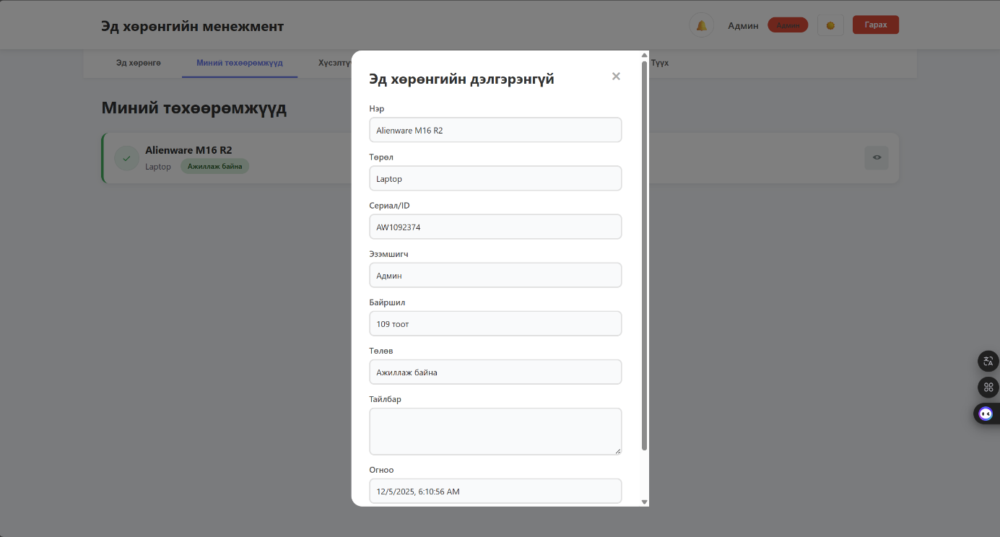 Эд хөрөнгийн менежмент
Админ
Админ
Гарах
Эд хөрөнгө
Миний төхөөрөмжүүд
Түүх
Миний төхөөрөмжүүд
Alienware M16 R2
Laptop
Ажиллаж байна
Эд хөрөнгийн дэлгэрэнгүй
Нэр
Alienware M16 R2
Төрөл
Laptop
Сериал/ID
AW1092374
Эзэмшигч
Админ
Байршил
109 тоот
Төлөв
Ажиллаж байна
Тайлбар
Огноо
12/5/2025, 6:10:56 AM